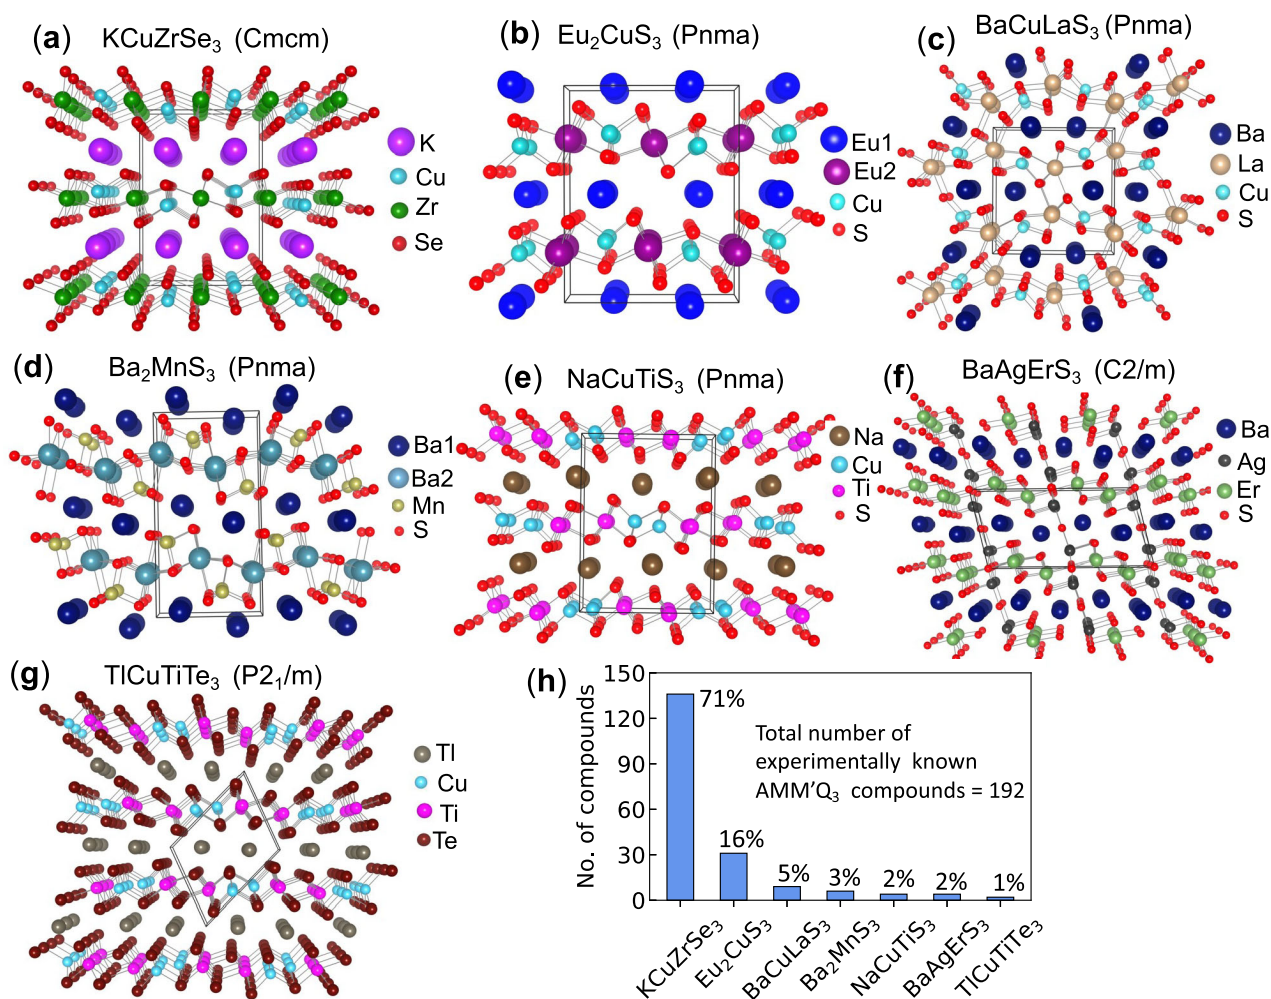 (a) KCuZrSe₃ (Cmcm)
K
Cu
Zr
Se
(b) Eu₂CuS₃ (Pnma)
Eu1
Eu2
Cu
S
(c) BaCuLaS₃ (Pnma)
Ba
La
Cu
S
(d) Ba₂MnS₃ (Pnma)
Ba1
Ba2
Mn
S
(e) NaCuTiS₃ (Pnma)
Na
Cu
Ti
S
(f) BaAgErS₃ (C2/m)
Ba
Ag
Er
S
(g) TlCuTiTe₃ (P2₁/m)
Tl
Cu
Ti
Te
(h)
No. of compounds
150
120
90
60
30
0
71%
16%
5%
3%
2%
2%
1%
Total number of
experimentally known
AMM'Q₃ compounds = 192
KCuZrSe₃
Eu₂CuS₃
BaCuLaS₃
Ba₂MnS₃
NaCuTiS₃
BaAgErS₃
TlCuTiTe₃